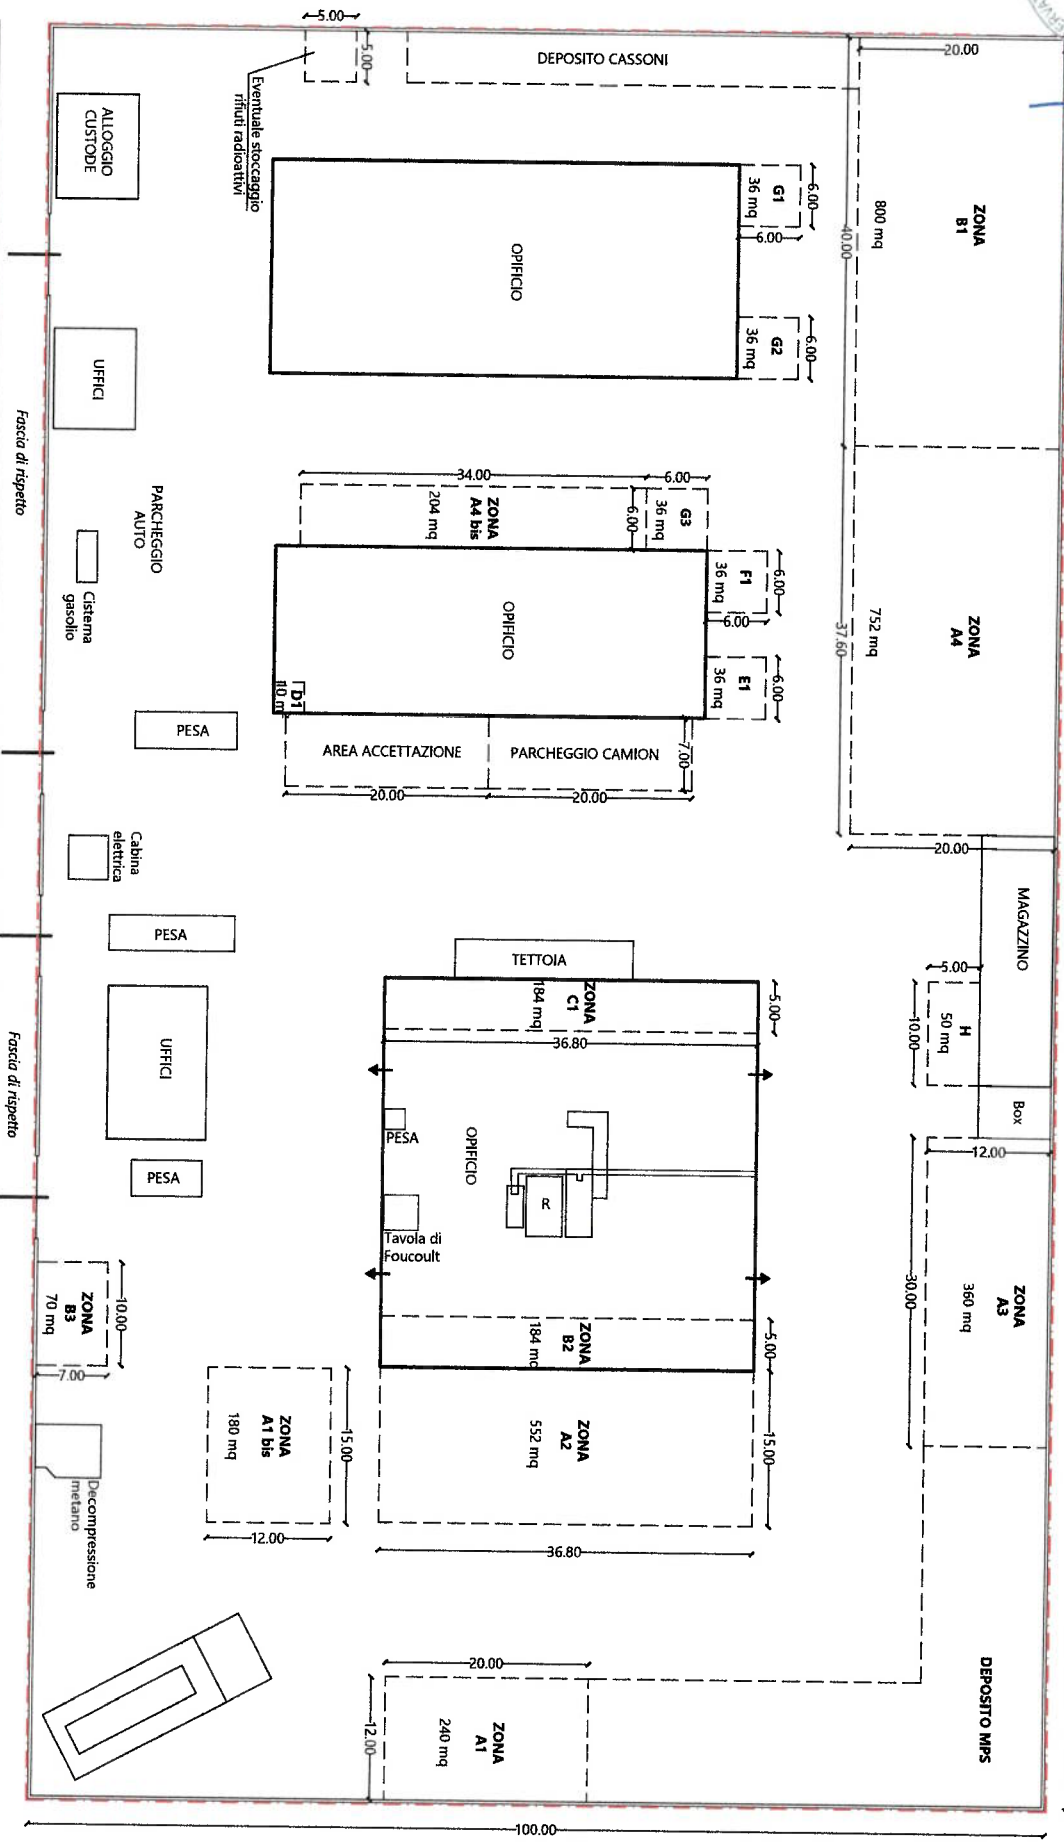 5.00
5.00
DEPOSITO CASSONI
20.00
Eventuale stoccaggio
rifiuti radioattivi
ALLOGGIO
CUSTODE
G1
36 mq
6.00
6.00
40.00
800 mq
ZONA
B1
OPIFICIO
G2
36 mq
6.00
UFFICI
Fascia di rispetto
34.00
6.00
ZONA
A4 bis
204 mq
G3
36 mq
6.00
F1
36 mq
6.00
6.00
E1
36 mq
6.00
37.60
752 mq
ZONA
A4
PARCHEGGIO
AUTO
Cisterna
gasolio
OPIFICIO
D1
10 m
PESA
AREA ACCETTAZIONE
PARCHEGGIO CAMION
7.00
20.00
20.00
20.00
Cabina
elettrica
MAGAZZINO
PESA
TETTOIA
5.00
ZONA
C1
184 mq
5.00
H
50 mq
10.00
36.80
UFFICI
Fascia di rispetto
Box
PESA
OPIFICIO
12.00
R
PESA
Tavola di
Foucoult
ZONA
B3
70 mq
10.00
7.00
30.00
ZONA
A3
360 mq
ZONA
B2
184 mq
5.00
ZONA
A1 bis
180 mq
15.00
12.00
ZONA
A2
552 mq
15.00
36.80
Decompressione
metano
20.00
DEPOSITO MPS
12.00
ZONA
A1
240 mq
100.00